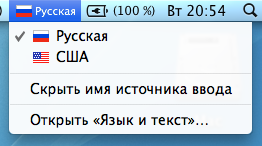 Русская (100 %) Вт 20:54
✓ Русская
США
Скрыть имя источника ввода
Открыть «Язык и текст»…